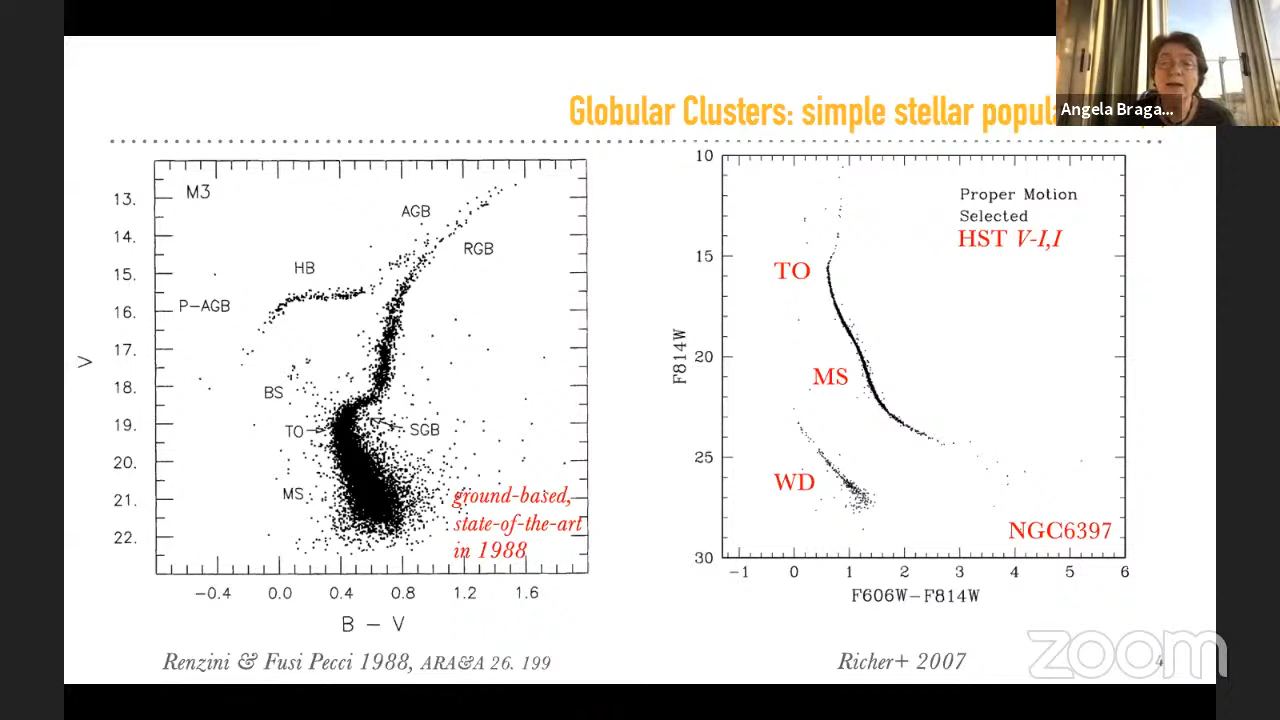 Angela Braga...
Globular Clusters: simple stellar
M3
AGB
RGB
HB
P-AGB
BS
TO
SGB
MS
ground-based,
state-of-the-art
in 1988
13.
14.
15.
16.
17.
18.
19.
20.
21.
22.
V
-0.4 0.0 0.4 0.8 1.2 1.6
B - V
Renzini & Fusi Pecci 1988, ARA&A 26. 199
Proper Motion
Selected
HST V-I,I
TO
MS
WD
NGC6397
10
15
20
25
30
F814W
-1 0 1 2 3 4 5 6
F606W-F814W
Richer+ 2007
zoom
4